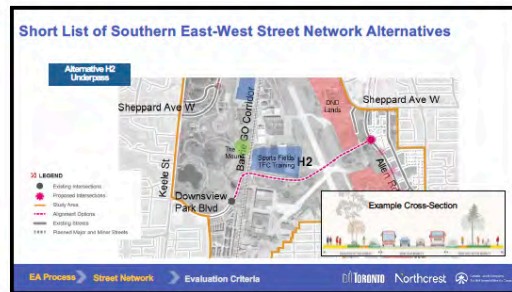 Short List of Southern East-West Street Network Alternatives
Alternative H2
Underpass
Sheppard Ave W
Sheppard Ave W
Barrie GO Corridor
DND
Lands
Keele St
The
Mound
Sports Fields
TFC Training
H2
Allen R
Downsview
Park Blvd
LEGEND
Existing Intersections
Proposed Intersections
Study Area
Alignment Options
Existing Streets
Planned Major and Minor Streets
Example Cross-Section
EA Process
Street Network
Evaluation Criteria
TORONTO
Northcrest